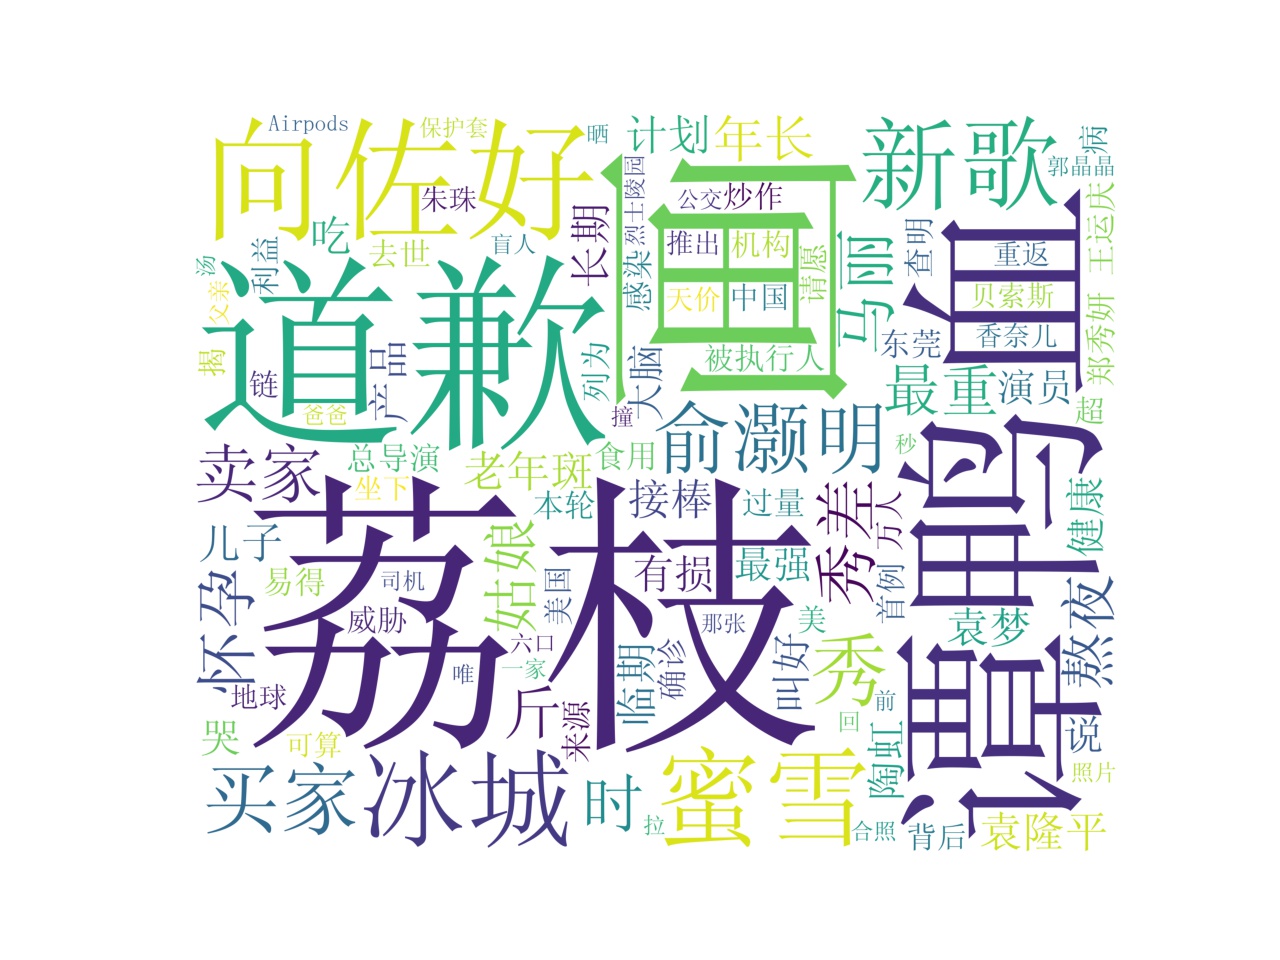 Airpods
保护套
晒
计划
年长
新歌
病
郭晶晶
向佐好
朱珠
烈士陵园
公交
炒作
画
推出
机构
天价
中国
请愿
马丽
查明
重返
王运庆
吃
利益
去世
盲人
长期
感染
汤
父亲
道歉
贝索斯
香奈儿
郑秀妍
谭鸭血
揭
链
爸爸
产品
列为
大脑
被执行人
东莞
最重
演员
超
撞
俞灏明
秒
卖家
总导演
坐下
老年斑
食用
本轮
接棒
过量
秀差
万人
健康
儿子
易得
司机
荔枝
姑娘
美国
有损
最强
首例
袁梦
熬夜
怀孕
威胁
六口
一家
唯
那张
美
叫好
秀
地球
斤
来源
临期
确诊
回
前
陶虹
说
哭
可算
买家
冰城
时
拉
蜜雪
合照
背后
袁隆平
照片